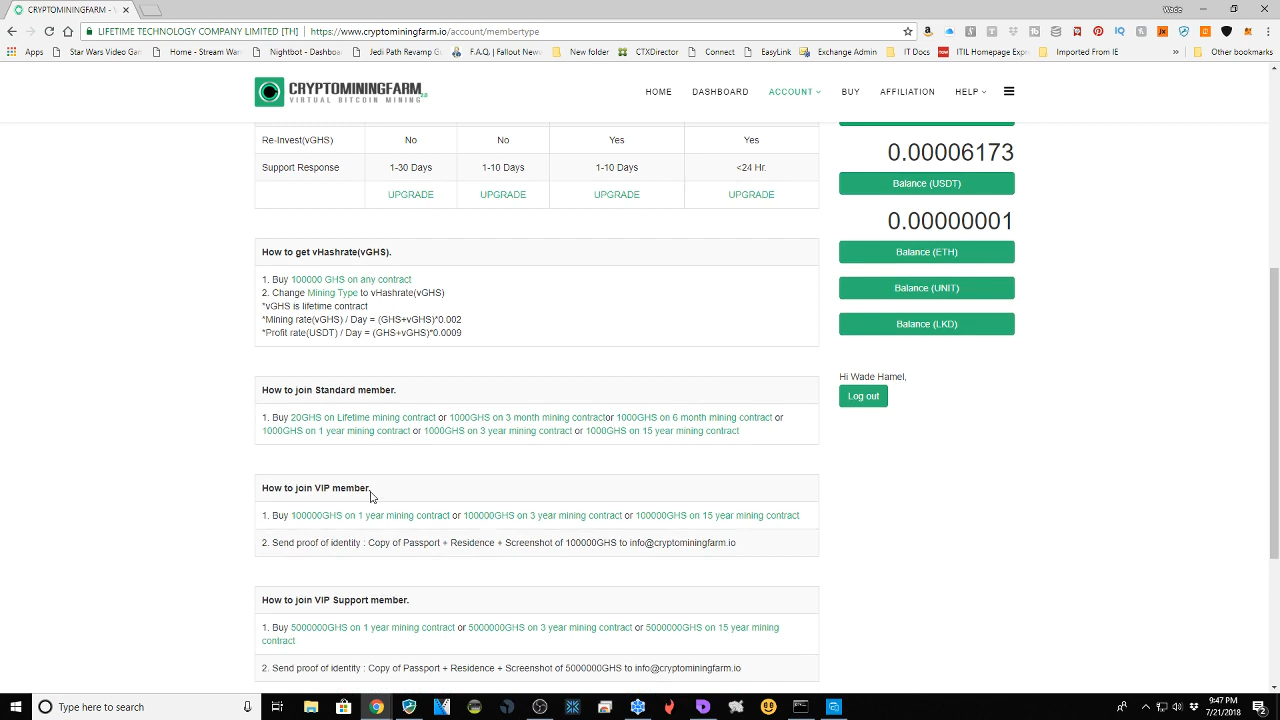 CRYPTOMININGFARM - V
Wade
LIFETIME TECHNOLOGY COMPANY LIMITED [TH] https://www.cryptominingfarm.io/account/membertype
Apps Star Wars Video Gam Home - Stream War Nightbot - Dashboard Jedi Path Revised Cr F.A.Q. | Fallout New New folder CTXDirector Connect EasyLink Exchange Admin IT Docs ITIL Homepage Expr Imported From IE » Other bookmarks
CRYPTOMININGFARM
VIRTUAL BITCOIN MINING
HOME DASHBOARD ACCOUNT BUY AFFILIATION HELP
Re-Invest(vGHS) No No Yes Yes
Support Response 1-30 Days 1-10 Days 1-10 Days <24 Hr.
UPGRADE UPGRADE UPGRADE UPGRADE
How to get vHashrate(vGHS).
1. Buy 100000 GHS on any contract
2. Change Mining Type to vHashrate(vGHS)
*vGHS is lifetime contract
*Mining rate(vGHS) / Day = (GHS+vGHS)*0.002
*Profit rate(USDT) / Day = (GHS+vGHS)*0.0009
How to join Standard member.
1. Buy 20GHS on Lifetime mining contract or 1000GHS on 3 month mining contractor 1000GHS on 6 month mining contract or
1000GHS on 1 year mining contract or 1000GHS on 3 year mining contract or 1000GHS on 15 year mining contract
How to join VIP member.
1. Buy 100000GHS on 1 year mining contract or 100000GHS on 3 year mining contract or 100000GHS on 15 year mining contract
2. Send proof of identity : Copy of Passport + Residence + Screenshot of 100000GHS to info@cryptominingfarm.io
How to join VIP Support member.
1. Buy 5000000GHS on 1 year mining contract or 5000000GHS on 3 year mining contract or 5000000GHS on 15 year mining
contract
2. Send proof of identity : Copy of Passport + Residence + Screenshot of 5000000GHS to info@cryptominingfarm.io
0.00006173
Balance (USDT)
0.00000001
Balance (ETH)
Balance (UNIT)
Balance (LKD)
Hi Wade Hamel,
Log out
Type here to search
9:47 PM
7/21/2018